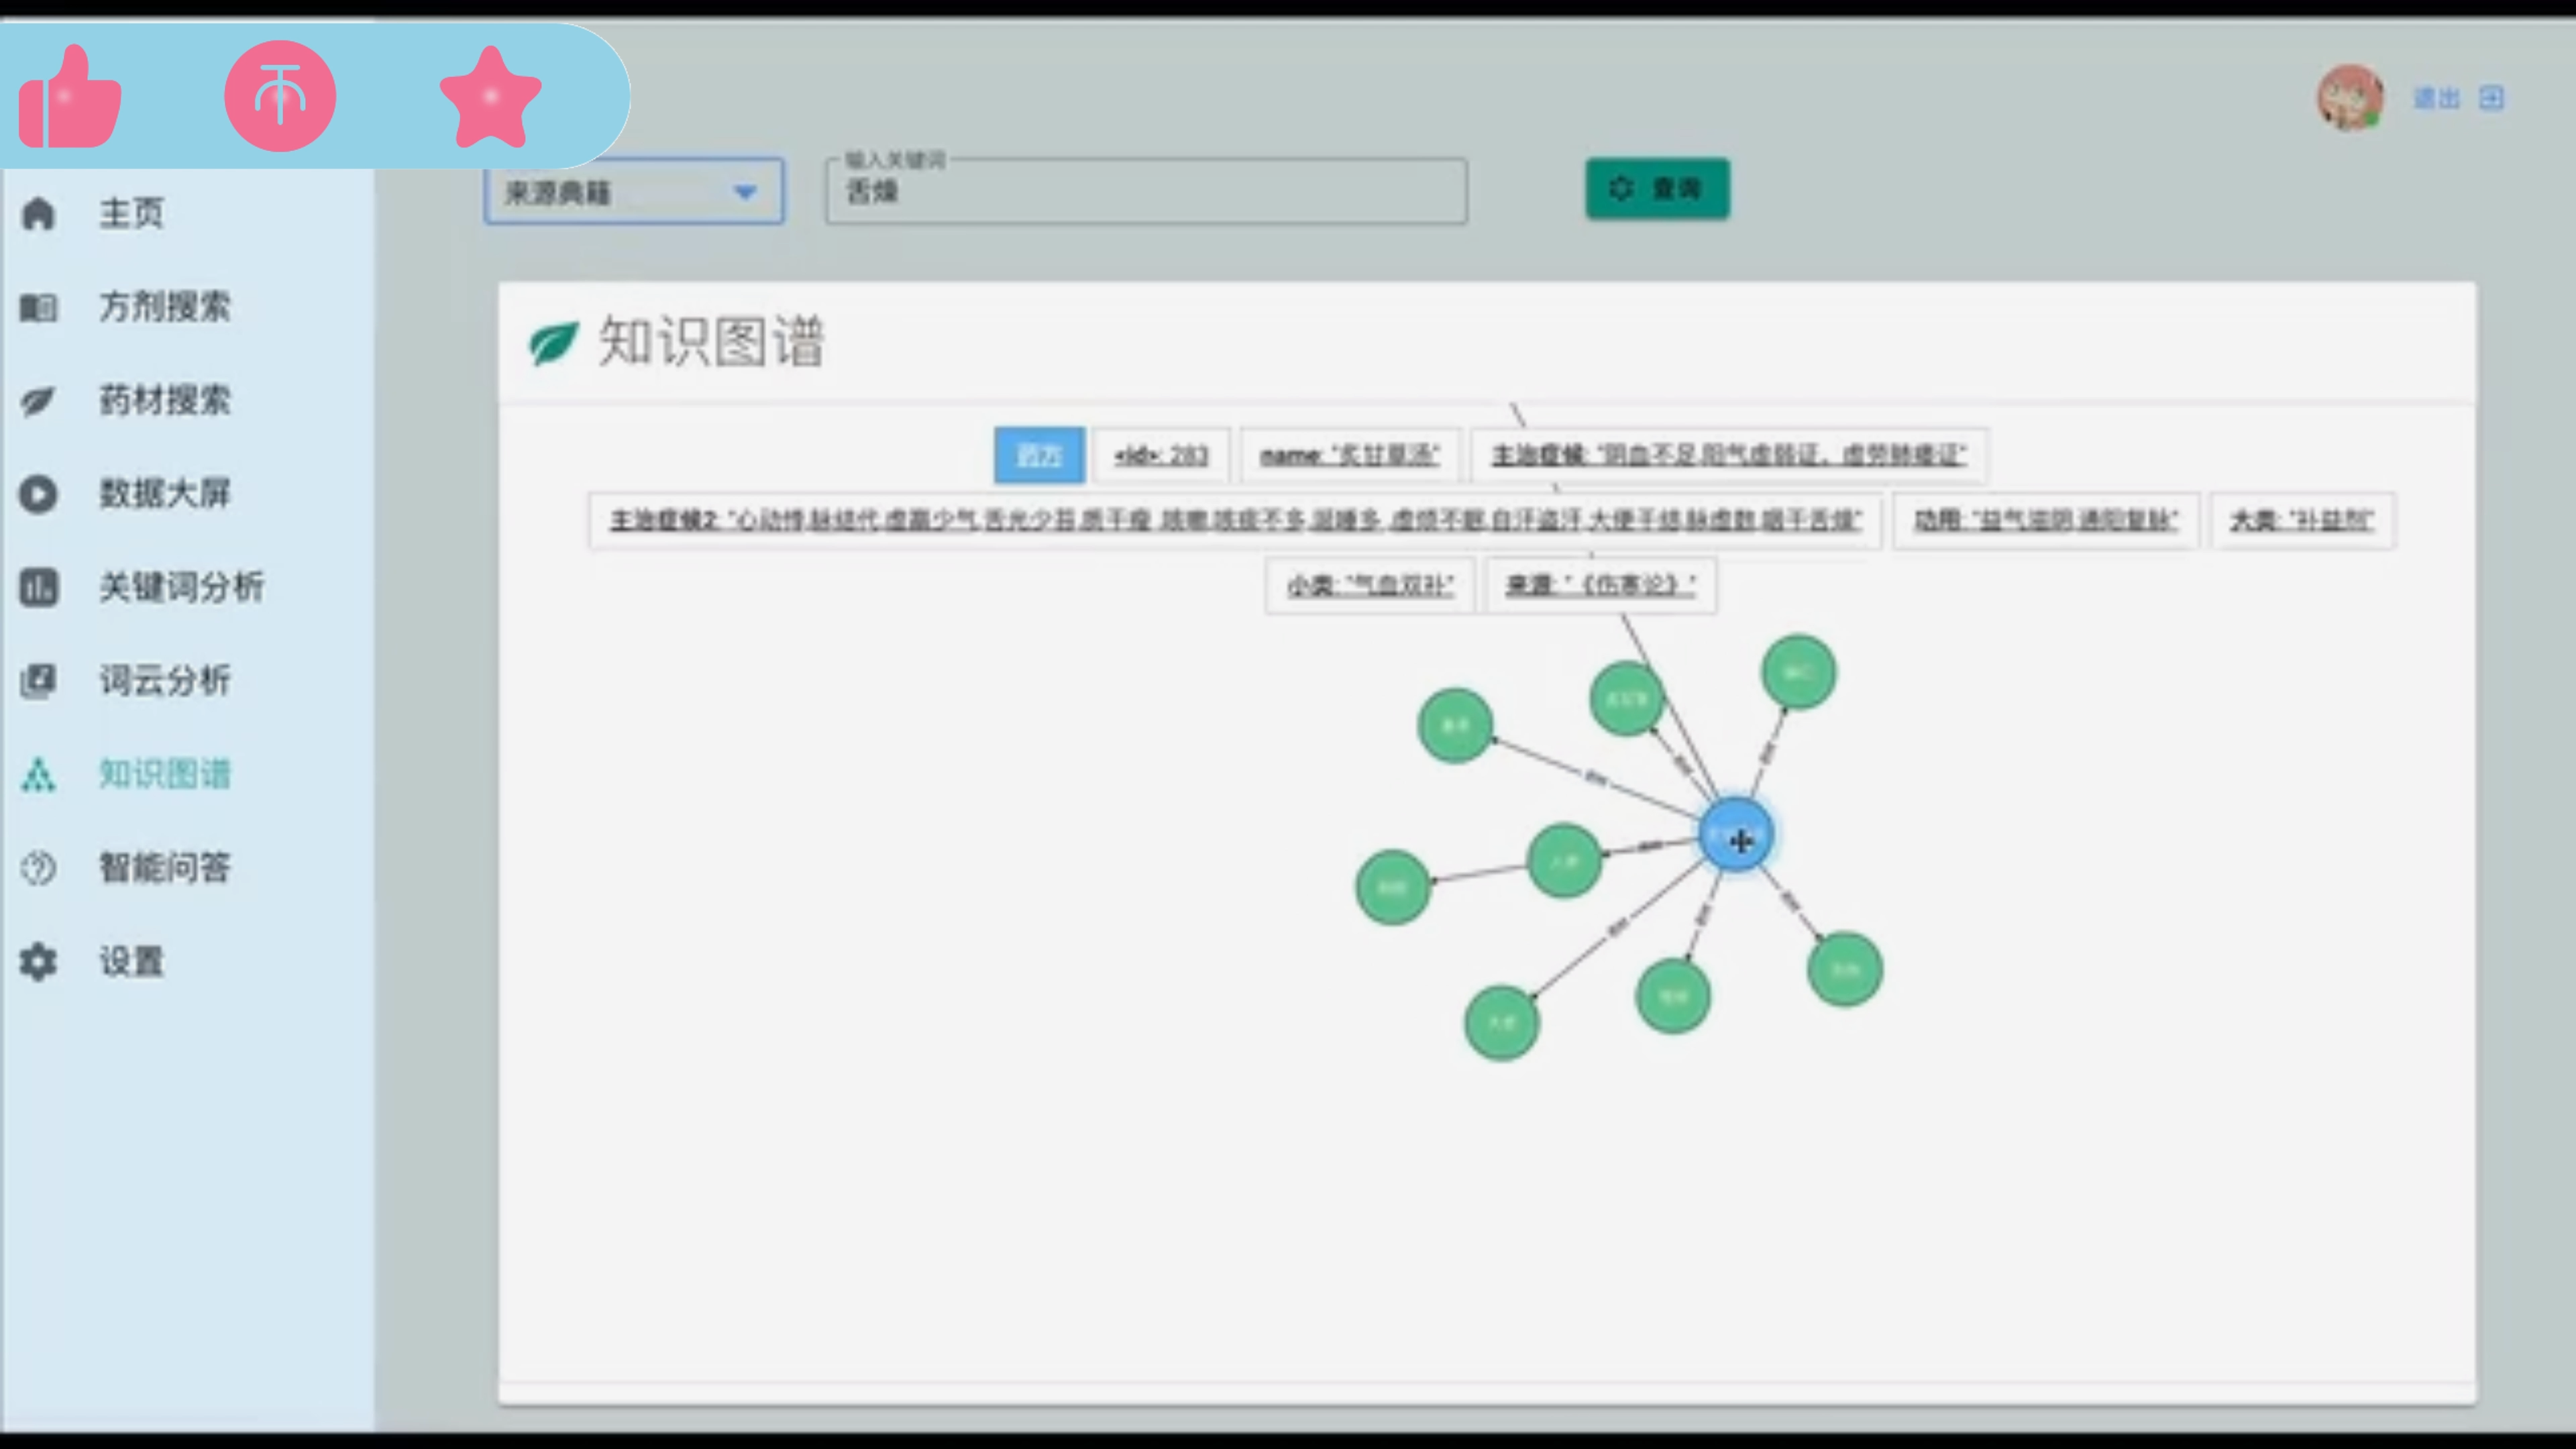 退出
来源典籍
输入关键词
舌燥
查询
主页
方剂搜索
药材搜索
数据大屏
关键词分析
词云分析
知识图谱
智能问答
设置
知识图谱
药方 <id>: 283 name: "炙甘草汤" 主治症候: "阴血不足,阳气虚弱证。虚劳肺痿证"
主治症候2: "心动悸,脉结代,虚羸少气,舌光少苔,质干瘦,咳嗽,咳痰不多,涎唾多,虚烦不眠,自汗盗汗,大便干结,脉虚数,咽干舌燥" 功用: "益气滋阴,通阳复脉" 大类: "补益剂"
小类: "气血双补" 来源: "《伤寒论》"